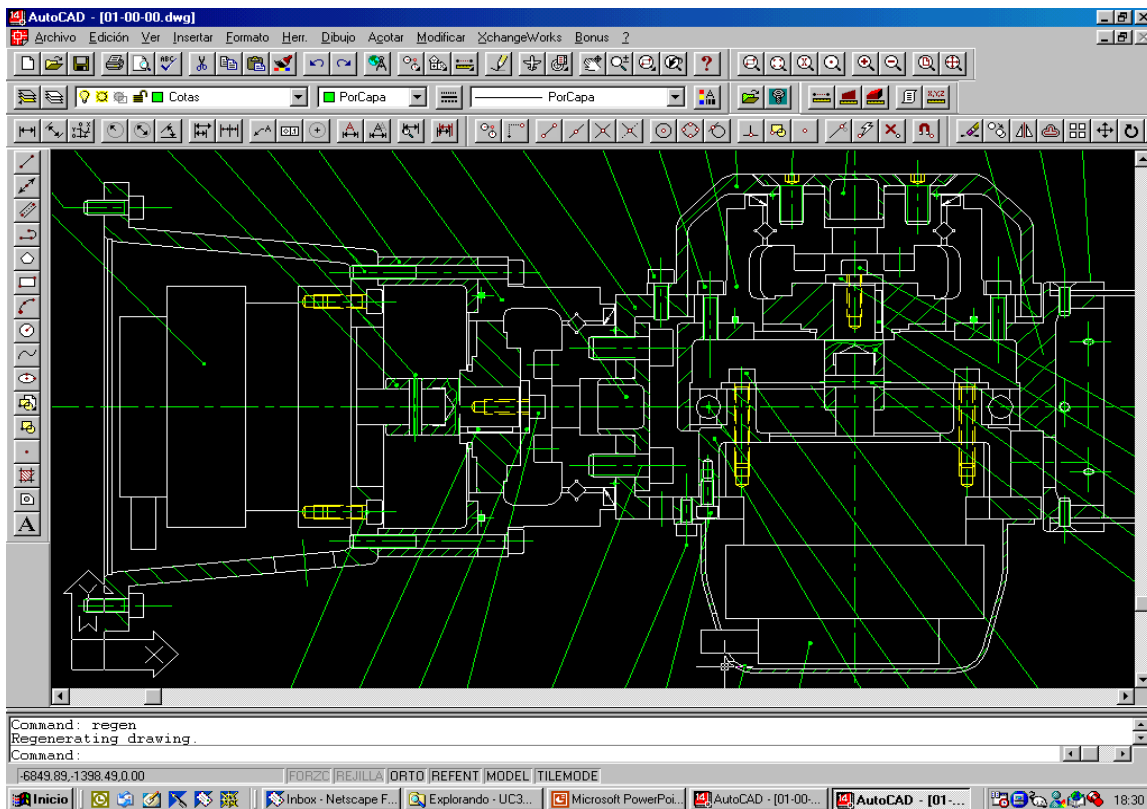 AutoCAD - [01-00-00.dwg]
Archivo Edición Ver Insertar Formato Herr. Dibujo Acotar Modificar XchangeWorks Bonus ?
Cotas PorCapa PorCapa
A
Y
W
X
Command: regen
Regenerating drawing.
Command:
-6849.89,-1398.49,0.00 FORZC REJILLA ORTO REFENT MODEL TILEMODE
Inicio Inbox - Netscape F... Explorando - UC3... Microsoft PowerPoi... AutoCAD - [01-00-... AutoCAD - [01-...